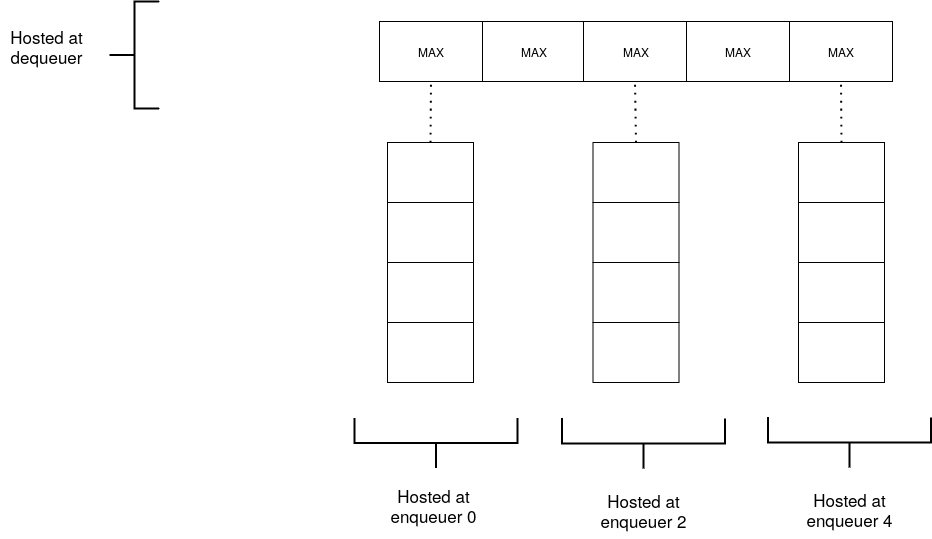 Hosted at
dequeuer
MAX
MAX
MAX
MAX
MAX
Hosted at
enqueuer 0
Hosted at
enqueuer 2
Hosted at
enqueuer 4